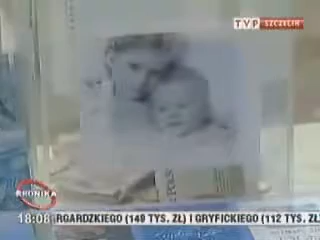 TVP SZCZECIN
KRONIKA
18:08 RGARDZKIEGO (149 TYS. ZŁ) I GRYFICKIEGO (112 TYS. ZŁ)